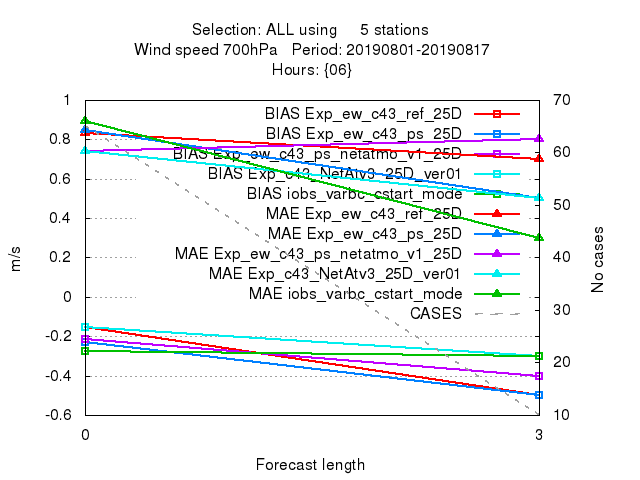 Selection: ALL using 5 stations
Wind speed 700hPa Period: 20190801-20190817
Hours: {06}
1
0.8
0.6
0.4
0.2
0
-0.2
-0.4
-0.6
m/s
BIAS Exp_ew_c43_ref_25D
BIAS Exp_ew_c43_ps_25D
BIAS Exp_ew_c43_ps_netatmo_v1_25D
BIAS Exp_c43_NetAtv3_25D_ver01
BIAS iobs_varbc_cstart_mode
MAE Exp_ew_c43_ref_25D
MAE Exp_ew_c43_ps_25D
MAE Exp_ew_c43_ps_netatmo_v1_25D
MAE Exp_c43_NetAtv3_25D_ver01
MAE iobs_varbc_cstart_mode
CASES
70
60
50
40
30
20
10
No cases
0 3
Forecast length